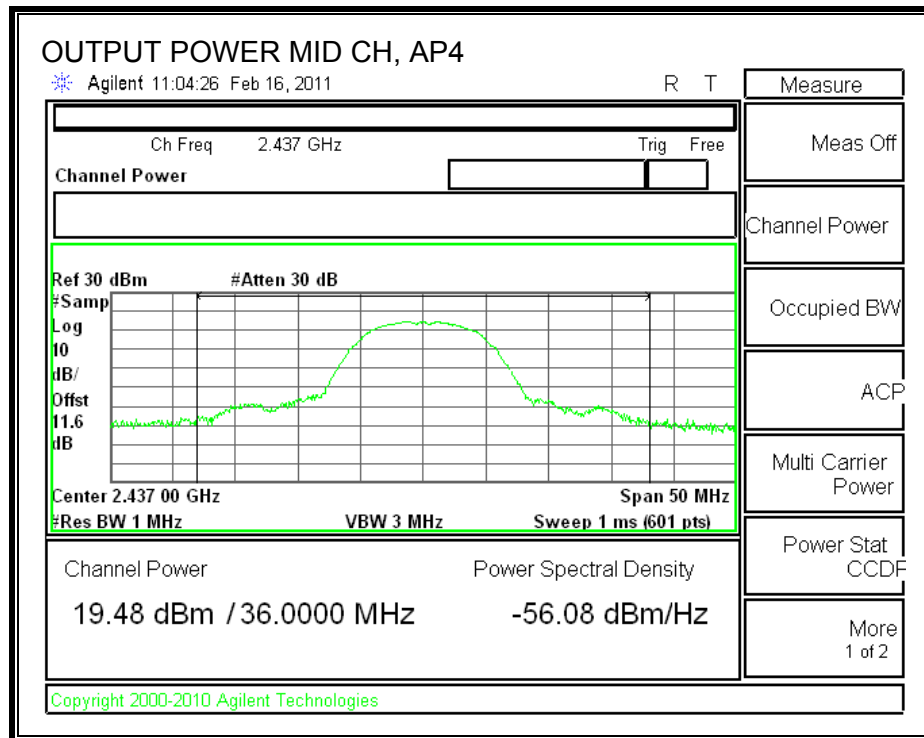 OUTPUT POWER MID CH, AP4
Agilent 11:04:26 Feb 16, 2011 R T
Measure
Ch Freq 2.437 GHz Trig Free
Channel Power
Ref 30 dBm #Atten 30 dB
#Samp
Log
10
dB/
Offst
11.6
dB
Center 2.437 00 GHz Span 50 MHz
#Res BW 1 MHz VBW 3 MHz Sweep 1 ms (601 pts)
Channel Power Power Spectral Density
19.48 dBm / 36.0000 MHz -56.08 dBm/Hz
Copyright 2000-2010 Agilent Technologies
Meas Off
Channel Power
Occupied BW
ACP
Multi Carrier
Power
Power Stat
CCDF
More
1 of 2